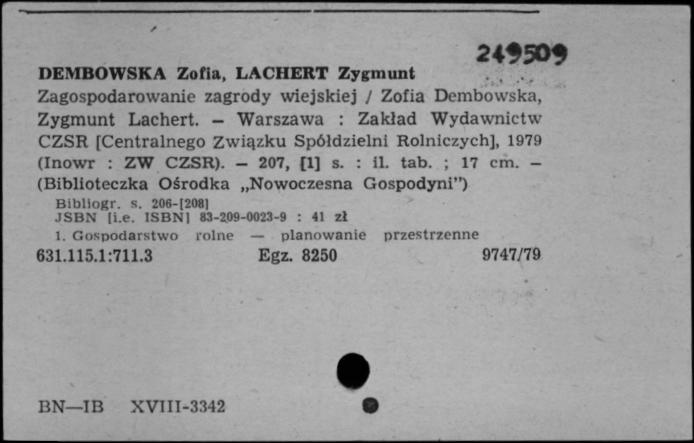 249509
DEMBOWSKA Zofia, LACHERT Zygmunt
Zagospodarowanie zagrody wiejskiej / Zofia Dembowska,
Zygmunt Lachert. — Warszawa : Zakład Wydawnictw
CZSR [Centralnego Związku Spółdzielni Rolniczych], 1979
(Inowr : ZW CZSR). — 207, [1] s. : il. tab. ; 17 cm. —
(Biblioteczka Ośrodka „Nowoczesna Gospodyni”)
Bibliogr. s. 206-[208]
JSBN [i.e. ISBN] 83-209-0023-9 : 41 zł
1. Gospodarstwo rolne — planowanie przestrzenne
631.115.1:711.3 Egz. 8250 9747/79
BN—IB XVIII-3342